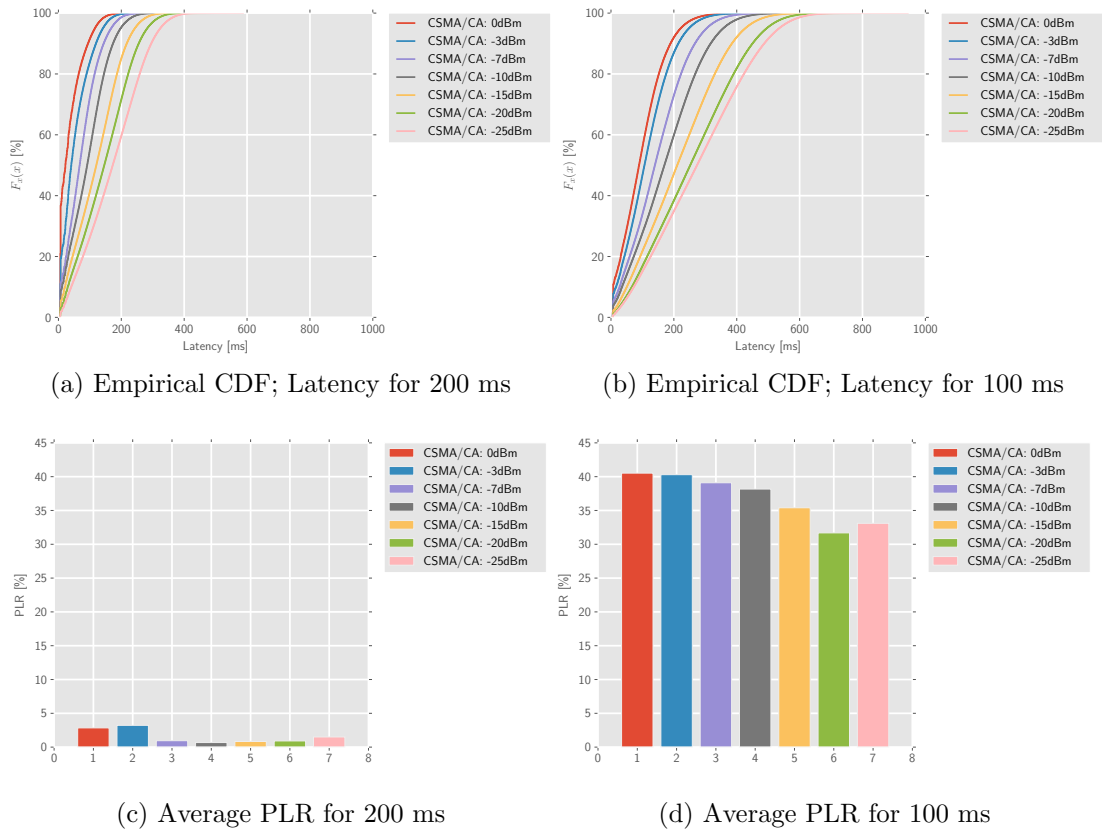 100
80
60
40
20
0
F_x(x) [%]
0 200 400 600 800 1000
Latency [ms]
CSMA/CA: 0dBm
CSMA/CA: -3dBm
CSMA/CA: -7dBm
CSMA/CA: -10dBm
CSMA/CA: -15dBm
CSMA/CA: -20dBm
CSMA/CA: -25dBm
(a) Empirical CDF; Latency for 200 ms
100
80
60
40
20
0
F_x(x) [%]
0 200 400 600 800 1000
Latency [ms]
CSMA/CA: 0dBm
CSMA/CA: -3dBm
CSMA/CA: -7dBm
CSMA/CA: -10dBm
CSMA/CA: -15dBm
CSMA/CA: -20dBm
CSMA/CA: -25dBm
(b) Empirical CDF; Latency for 100 ms
45
40
35
30
25
20
15
10
5
0
PLR [%]
0 1 2 3 4 5 6 7 8
CSMA/CA: 0dBm
CSMA/CA: -3dBm
CSMA/CA: -7dBm
CSMA/CA: -10dBm
CSMA/CA: -15dBm
CSMA/CA: -20dBm
CSMA/CA: -25dBm
(c) Average PLR for 200 ms
45
40
35
30
25
20
15
10
5
0
PLR [%]
0 1 2 3 4 5 6 7 8
CSMA/CA: 0dBm
CSMA/CA: -3dBm
CSMA/CA: -7dBm
CSMA/CA: -10dBm
CSMA/CA: -15dBm
CSMA/CA: -20dBm
CSMA/CA: -25dBm
(d) Average PLR for 100 ms